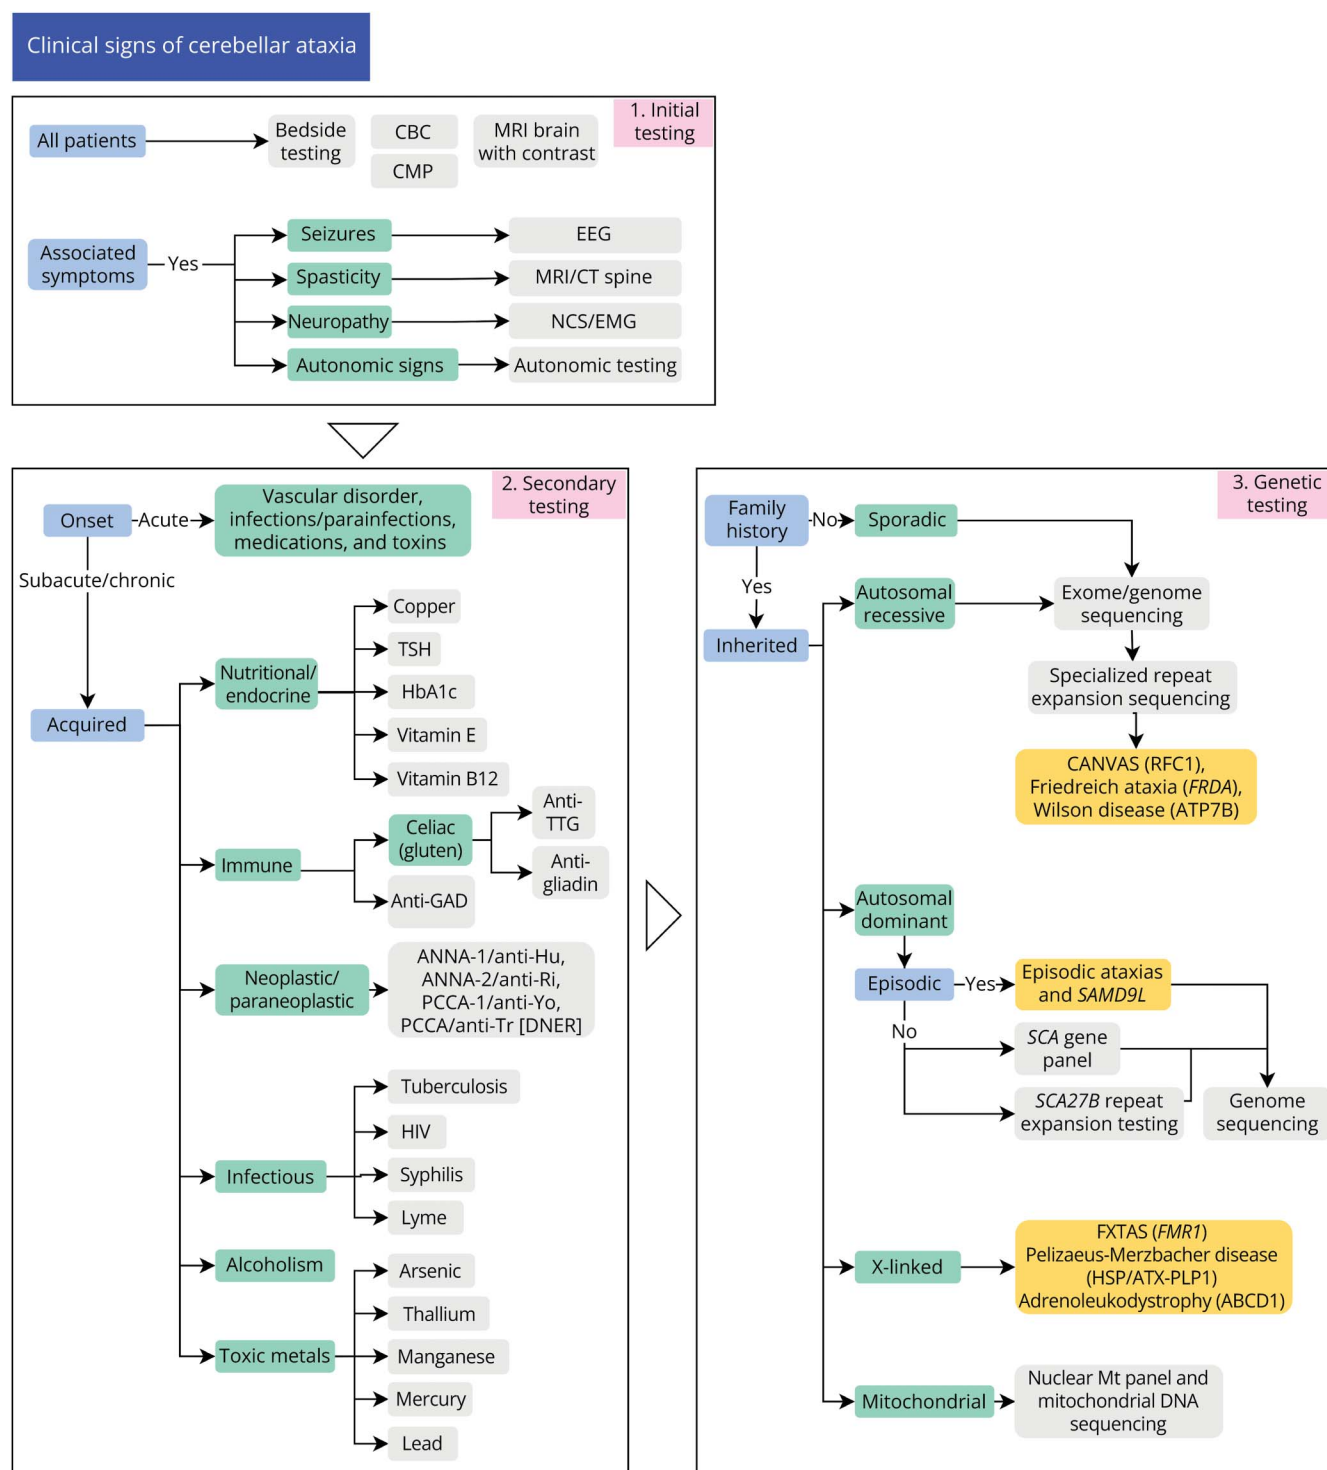 Clinical signs of cerebellar ataxia
1. Initial
testing
All patients
Bedside
testing
CBC
CMP
MRI brain
with contrast
Associated
symptoms
Yes
Seizures
EEG
Spasticity
MRI/CT spine
Neuropathy
NCS/EMG
Autonomic signs
Autonomic testing
2. Secondary
testing
Onset
Acute
Vascular disorder,
infections/parainfections,
medications, and toxins
Subacute/chronic
Acquired
Nutritional/
endocrine
Copper
TSH
HbA1c
Vitamin E
Vitamin B12
Immune
Celiac
(gluten)
Anti-
TTG
Anti-
gliadin
Anti-GAD
Neoplastic/
paraneoplastic
ANNA-1/anti-Hu,
ANNA-2/anti-Ri,
PCCA-1/anti-Yo,
PCCA/anti-Tr [DNER]
Infectious
Tuberculosis
HIV
Syphilis
Lyme
Alcoholism
Toxic metals
Arsenic
Thallium
Manganese
Mercury
Lead
3. Genetic
testing
Family
history
No
Sporadic
Yes
Inherited
Autosomal
recessive
Exome/genome
sequencing
Specialized repeat
expansion sequencing
CANVAS (RFC1),
Friedreich ataxia (FRDA),
Wilson disease (ATP7B)
Autosomal
dominant
Episodic
Yes
Episodic ataxias
and SAMD9L
No
SCA gene
panel
SCA27B repeat
expansion testing
Genome
sequencing
X-linked
FXTAS (FMR1)
Pelizaeus-Merzbacher disease
(HSP/ATX-PLP1)
Adrenoleukodystrophy (ABCD1)
Mitochondrial
Nuclear Mt panel and
mitochondrial DNA
sequencing